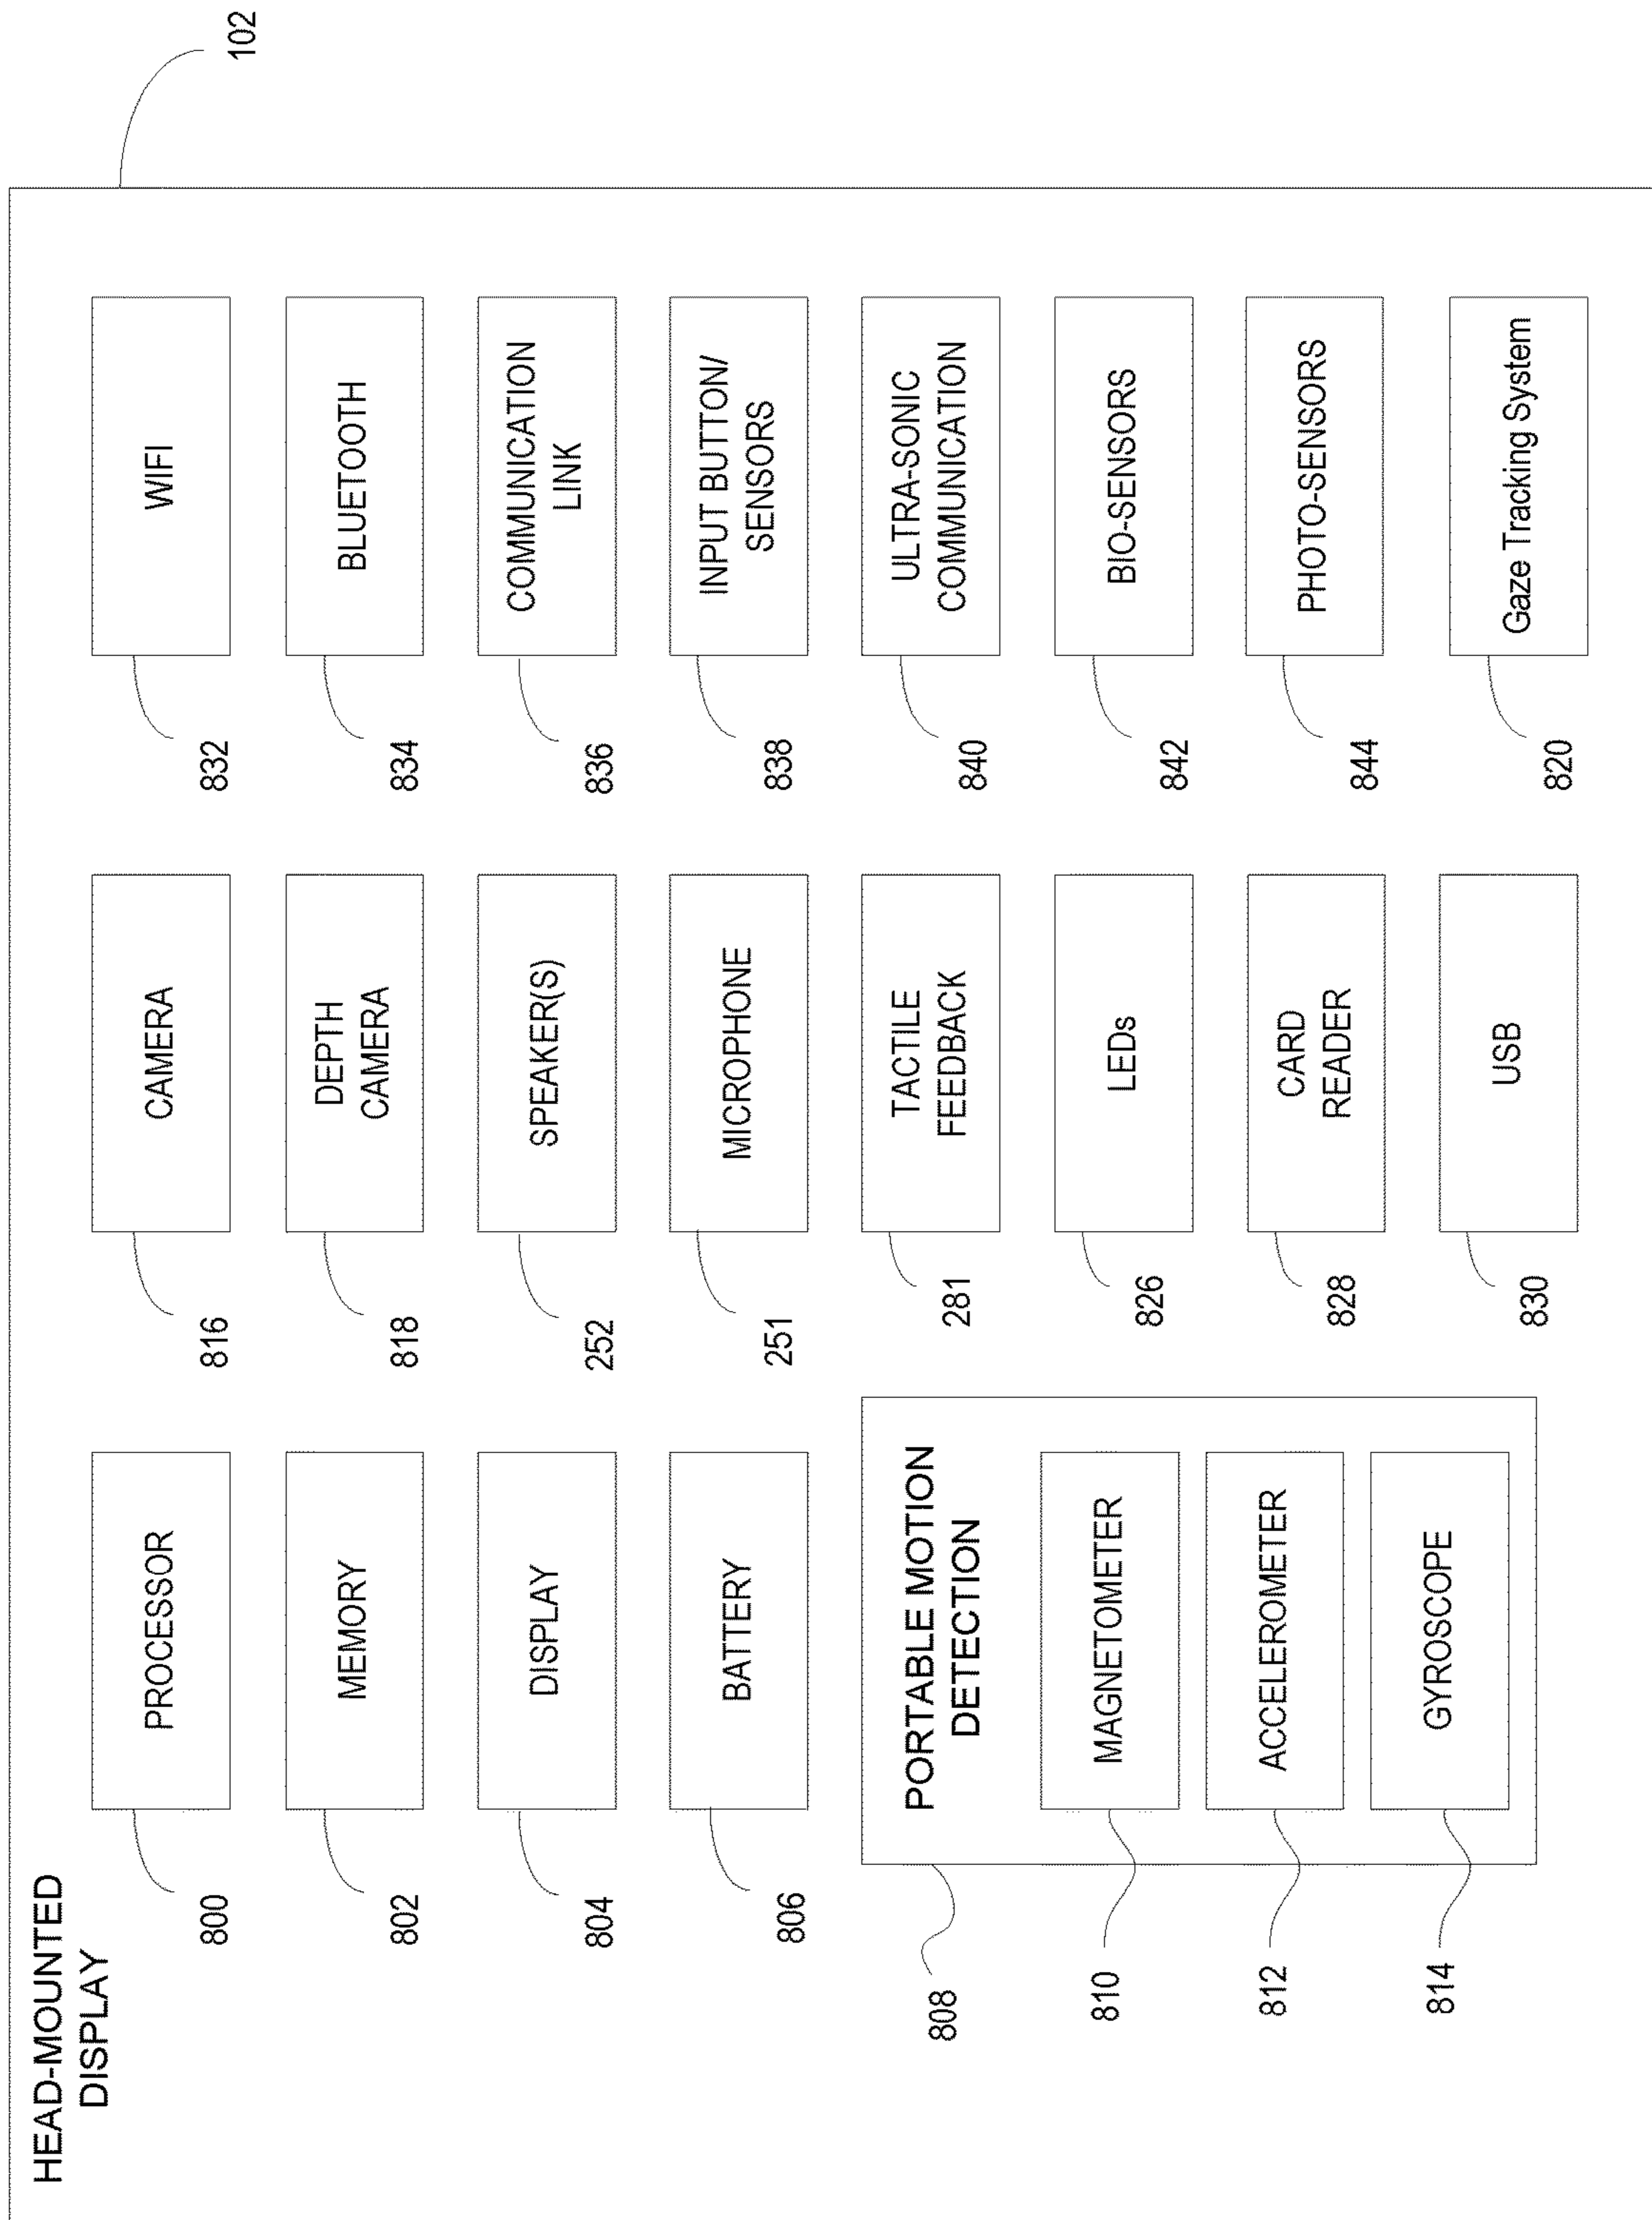 HEAD-MOUNTED
DISPLAY
102
800
PROCESSOR
802
MEMORY
804
DISPLAY
806
BATTERY
808
PORTABLE MOTION
DETECTION
810
MAGNETOMETER
812
ACCELEROMETER
814
GYROSCOPE
816
CAMERA
818
DEPTH
CAMERA
252
SPEAKER(S)
251
MICROPHONE
281
TACTILE
FEEDBACK
826
LEDs
828
CARD
READER
830
USB
832
WIFI
834
BLUETOOTH
836
COMMUNICATION
LINK
838
INPUT BUTTON/
SENSORS
840
ULTRA-SONIC
COMMUNICATION
842
BIO-SENSORS
844
PHOTO-SENSORS
820
Gaze Tracking System